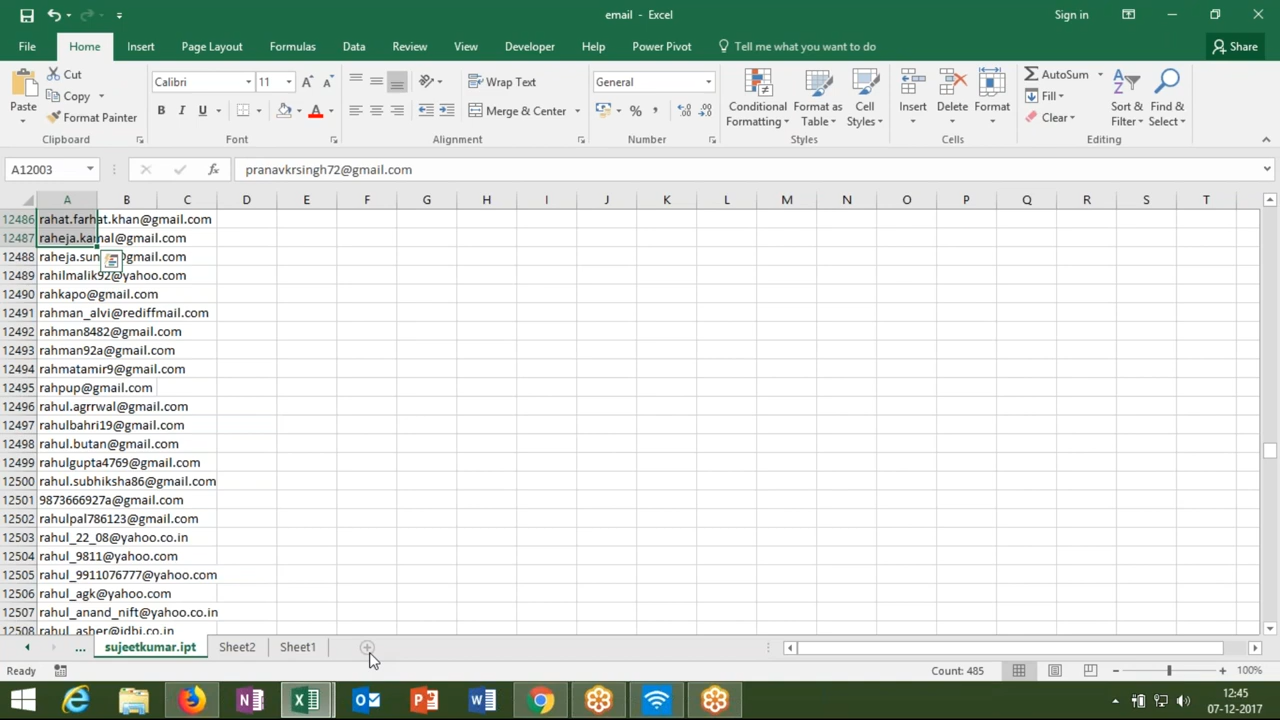 email - Excel
Sign in
File Home Insert Page Layout Formulas Data Review View Developer Help Power Pivot Tell me what you want to do Share
Paste
Cut
Copy
Format Painter
Clipboard
Calibri 11
B I U
Font
Wrap Text
Merge & Center
Alignment
General
Number
Conditional Formatting
Format as Table
Cell Styles
Styles
Insert Delete Format
Cells
AutoSum
Fill
Clear
Sort & Filter
Find & Select
Editing
A12003 fx pranavkrsingh72@gmail.com
A B C D E F G H I J K L M N O P Q R S T
12486 rahat.farhat.khan@gmail.com
12487 raheja.kamal@gmail.com
12488 raheja.sun @gmail.com
12489 rahilmalik92@yahoo.com
12490 rahkapo@gmail.com
12491 rahman_alvi@rediffmail.com
12492 rahman8482@gmail.com
12493 rahman92a@gmail.com
12494 rahmatamir9@gmail.com
12495 rahpup@gmail.com
12496 rahul.agrrwal@gmail.com
12497 rahulbahri19@gmail.com
12498 rahul.butan@gmail.com
12499 rahulgupta4769@gmail.com
12500 rahul.subhiksha86@gmail.com
12501 9873666927a@gmail.com
12502 rahulpal786123@gmail.com
12503 rahul_22_08@yahoo.co.in
12504 rahul_9811@yahoo.com
12505 rahul_9911076777@yahoo.com
12506 rahul_agk@yahoo.com
12507 rahul_anand_nift@yahoo.co.in
12508 rahul_asher@idbi.co.in
... sujeetkumar.ipt Sheet2 Sheet1
Ready
Count: 485
100%
12:45
07-12-2017